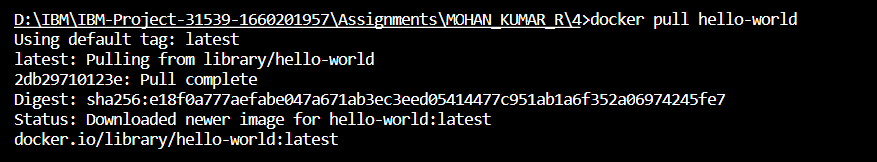 D:\IBM\IBM-Project-31539-1660201957\Assignments\MOHAN_KUMAR_R\4>docker pull hello-world
Using default tag: latest
latest: Pulling from library/hello-world
2db29710123e: Pull complete
Digest: sha256:e18f0a777aefabe047a671ab3ec3eed05414477c951ab1a6f352a06974245fe7
Status: Downloaded newer image for hello-world:latest
docker.io/library/hello-world:latest